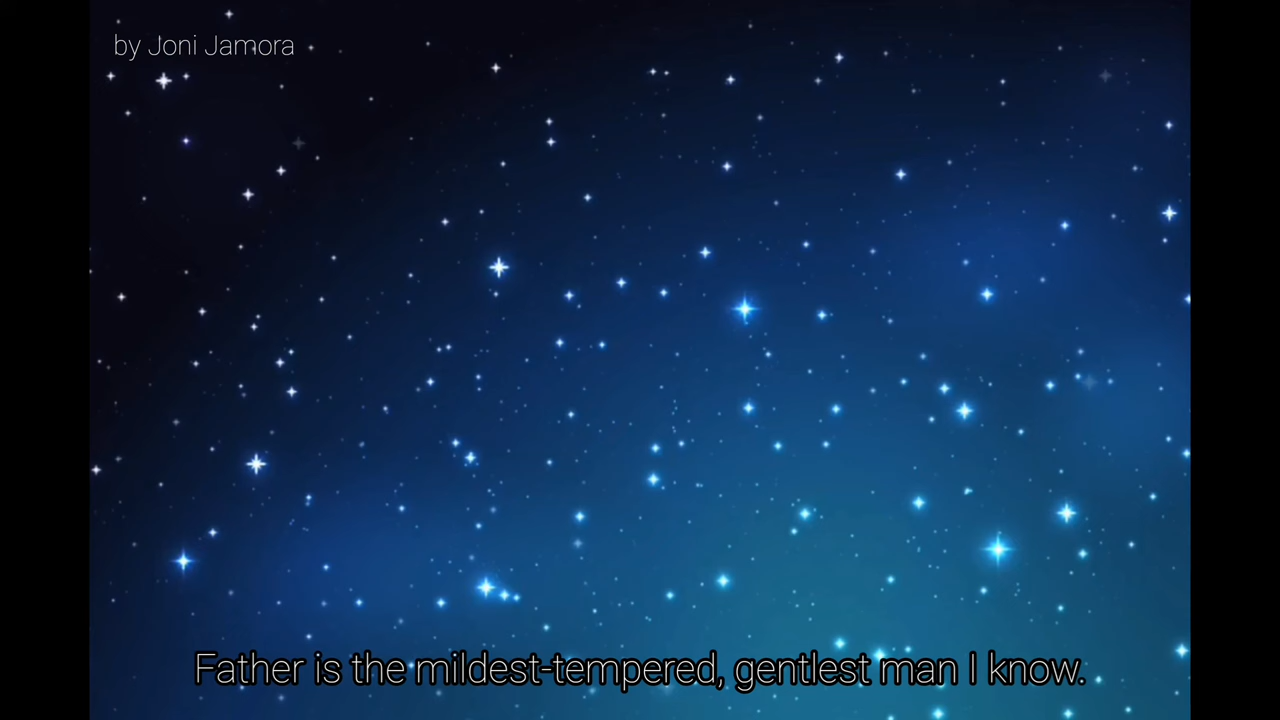 by Joni Jamora
Father is the mildest-tempered, gentlest man I know.